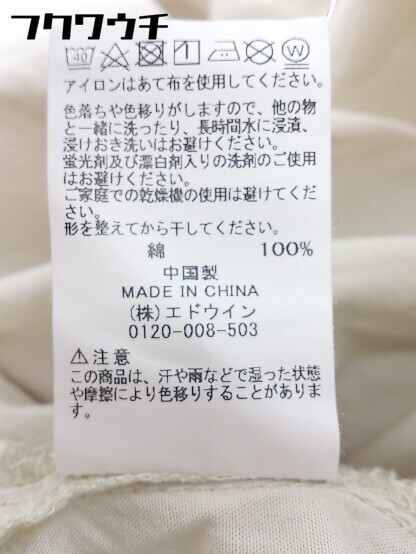 フクワウチ
40
W
アイロンはあて布を使用してください。
色落ちや色移りがしますので、他の物
と一緒に洗ったり、長時間水に浸漬、
浸けおき洗いはお避けください。
蛍光剤及び漂白剤入りの洗剤のご使用
はお避けください。
ご家庭での乾燥機の使用は避けてくだ
さい。
形を整えてから干してください。
綿 100%
中国製
MADE IN CHINA
(株)エドウイン
0120-008-503
⚠注意
この商品は、汗や雨などで湿った状態
や摩擦により色移りすることがありま
す。